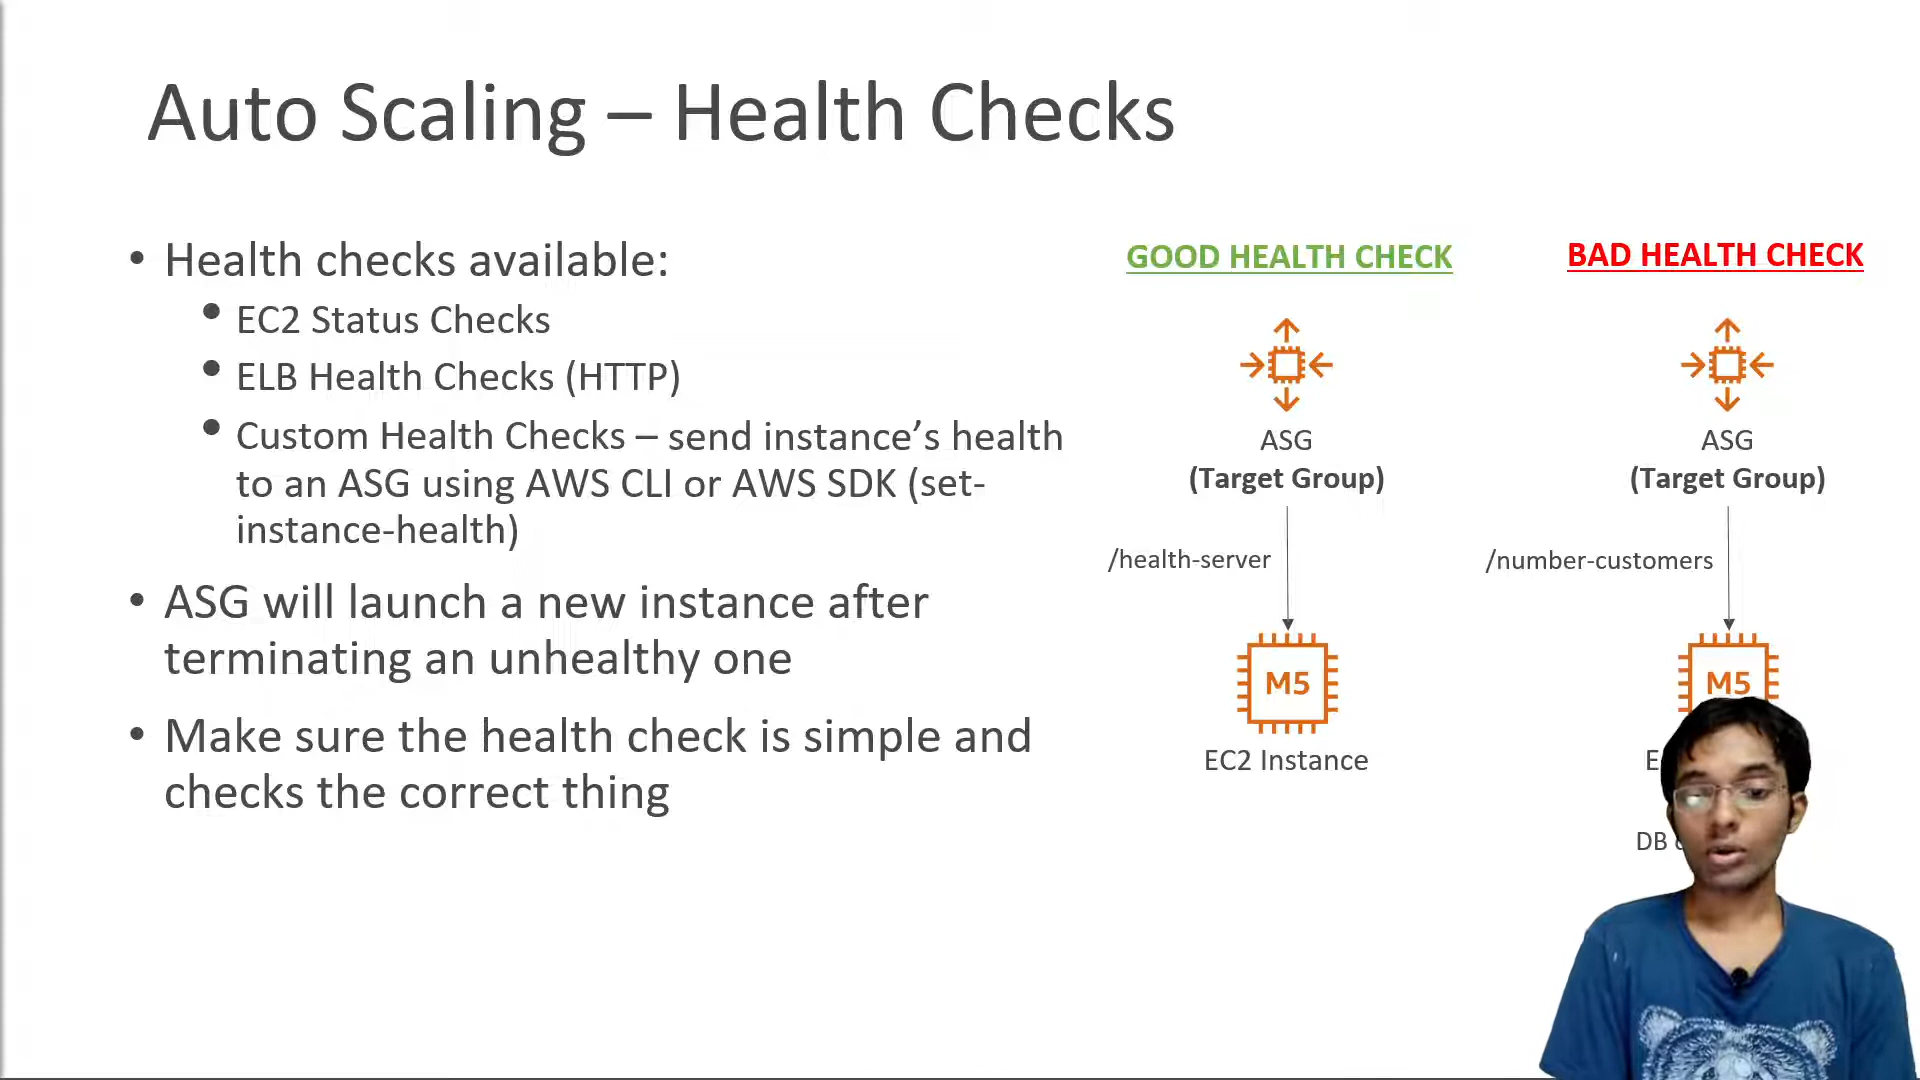 Auto Scaling – Health Checks
• Health checks available:
• EC2 Status Checks
• ELB Health Checks (HTTP)
• Custom Health Checks – send instance’s health
to an ASG using AWS CLI or AWS SDK (set-
instance-health)
• ASG will launch a new instance after
terminating an unhealthy one
• Make sure the health check is simple and
checks the correct thing
GOOD HEALTH CHECK
ASG
(Target Group)
/health-server
M5
EC2 Instance
BAD HEALTH CHECK
ASG
(Target Group)
/number-customers
M5
DB